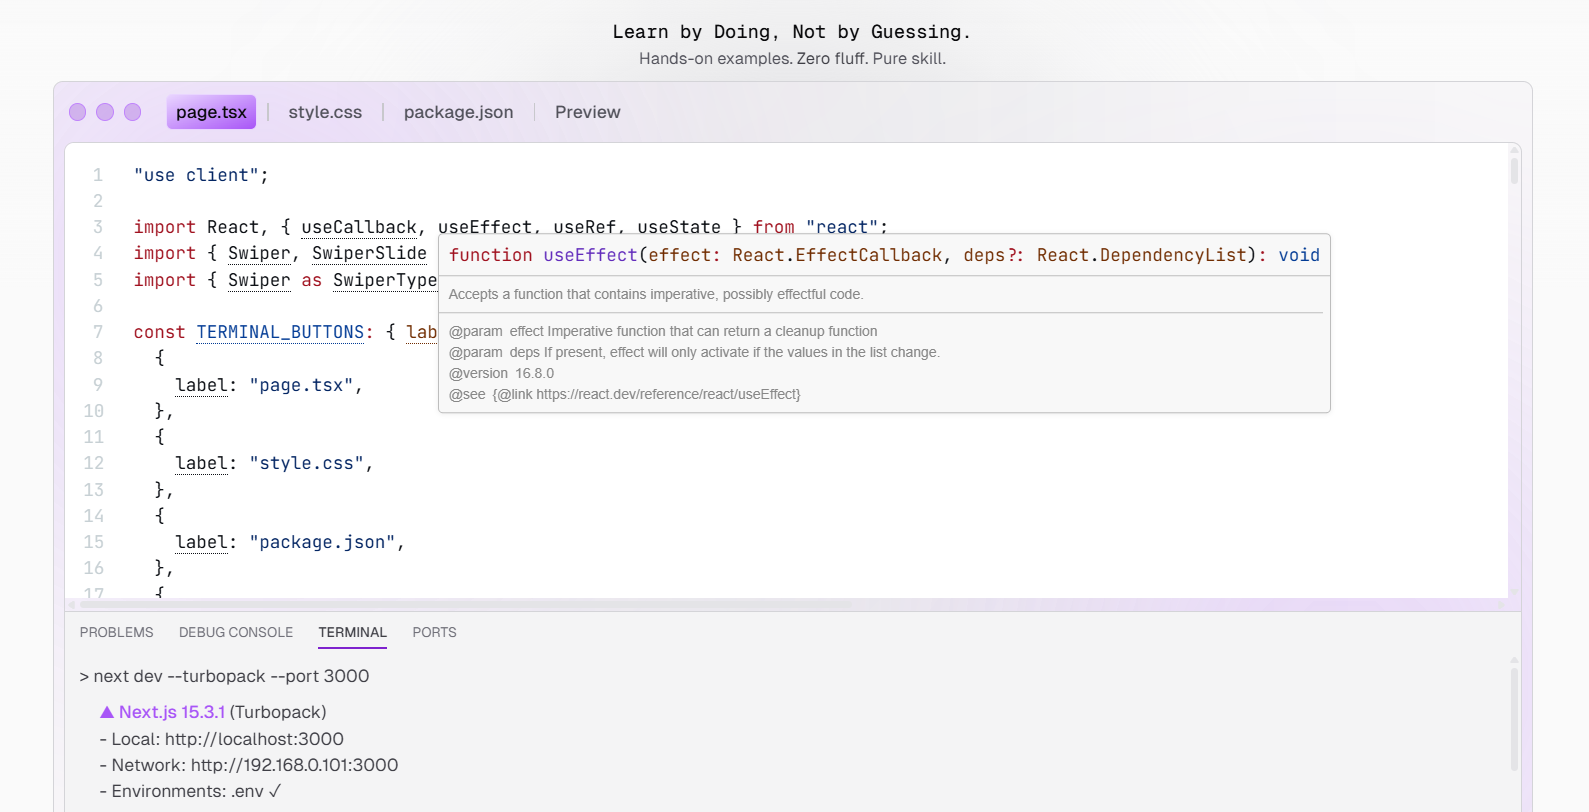 Learn by Doing, Not by Guessing.
Hands-on examples. Zero fluff. Pure skill.
page.tsx | style.css | package.json | Preview
1 "use client";
2
3 import React, { useCallback, useEffect, useRef, useState } from "react";
4 import { Swiper, SwiperSlide
5 import { Swiper as SwiperType
6
7 const TERMINAL_BUTTONS: { lab
8 {
9 label: "page.tsx",
10 },
11 {
12 label: "style.css",
13 },
14 {
15 label: "package.json",
16 },
17 {
function useEffect(effect: React.EffectCallback, deps?: React.DependencyList): void
Accepts a function that contains imperative, possibly effectful code.
@param effect Imperative function that can return a cleanup function
@param deps If present, effect will only activate if the values in the list change.
@version 16.8.0
@see {@link https://react.dev/reference/react/useEffect}
PROBLEMS DEBUG CONSOLE TERMINAL PORTS
> next dev --turbopack --port 3000
▲ Next.js 15.3.1 (Turbopack)
- Local: http://localhost:3000
- Network: http://192.168.0.101:3000
- Environments: .env ✓